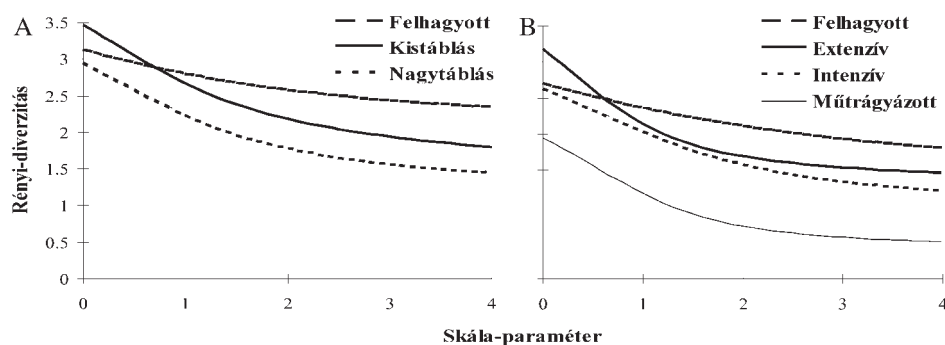 A
Felhagyott
Kistáblás
Nagytáblás
Rényi-diverzitás
3.5
3
2.5
2
1.5
1
0.5
0
0 1 2 3 4
B
Felhagyott
Extenzív
Intenzív
Műtrágyázott
0 1 2 3 4
Skála-paraméter